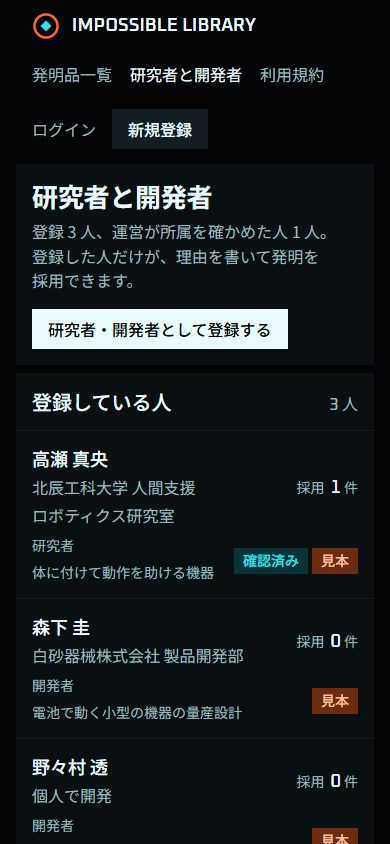 IMPOSSIBLE LIBRARY
発明品一覧 研究者と開発者 利用規約
ログイン 新規登録
研究者と開発者
登録 3 人、運営が所属を確かめた人 1 人。
登録した人だけが、理由を書いて発明を
採用できます。
研究者・開発者として登録する
登録している人 3 人
高瀬 真央
北辰工科大学 人間支援
ロボティクス研究室
採用 1 件
研究者
体に付けて動作を助ける機器
確認済み 見本
森下 圭
白砂器械株式会社 製品開発部
採用 0 件
開発者
電池で動く小型の機器の量産設計
見本
野々村 透
個人で開発
採用 0 件
開発者
見本